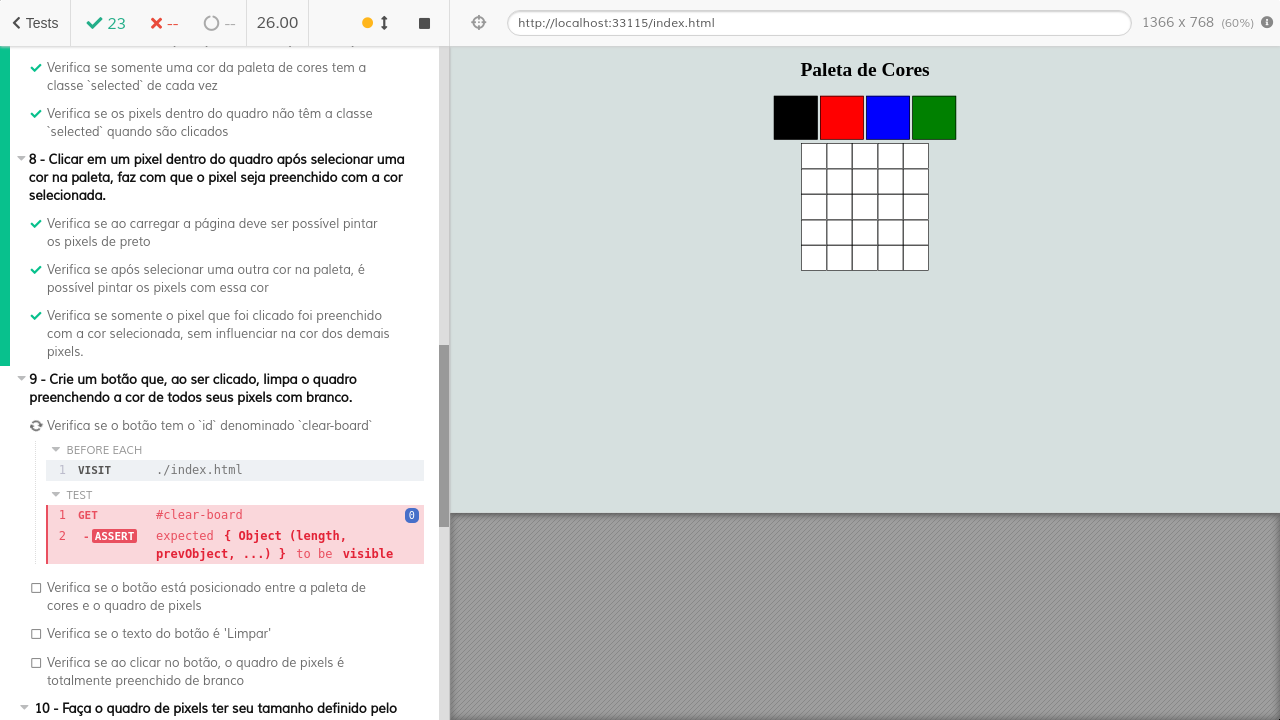 Tests
23
--
--
26.00
http://localhost:33115/index.html
1366 x 768 (60%)
Verifica se somente uma cor da paleta de cores tem a
classe `selected` de cada vez
Verifica se os pixels dentro do quadro não têm a classe
`selected` quando são clicados
8 - Clicar em um pixel dentro do quadro após selecionar uma
cor na paleta, faz com que o pixel seja preenchido com a cor
selecionada.
Verifica se ao carregar a página deve ser possível pintar
os pixels de preto
Verifica se após selecionar uma outra cor na paleta, é
possível pintar os pixels com essa cor
Verifica se somente o pixel que foi clicado foi preenchido
com a cor selecionada, sem influenciar na cor dos demais
pixels.
9 - Crie um botão que, ao ser clicado, limpa o quadro
preenchendo a cor de todos seus pixels com branco.
Verifica se o botão tem o `id` denominado `clear-board`
BEFORE EACH
1 VISIT ./index.html
TEST
1 GET #clear-board 0
2 -ASSERT expected { Object (length,
prevObject, ...) } to be visible
Verifica se o botão está posicionado entre a paleta de
cores e o quadro de pixels
Verifica se o texto do botão é 'Limpar'
Verifica se ao clicar no botão, o quadro de pixels é
totalmente preenchido de branco
10 - Faça o quadro de pixels ter seu tamanho definido pelo
Paleta de Cores